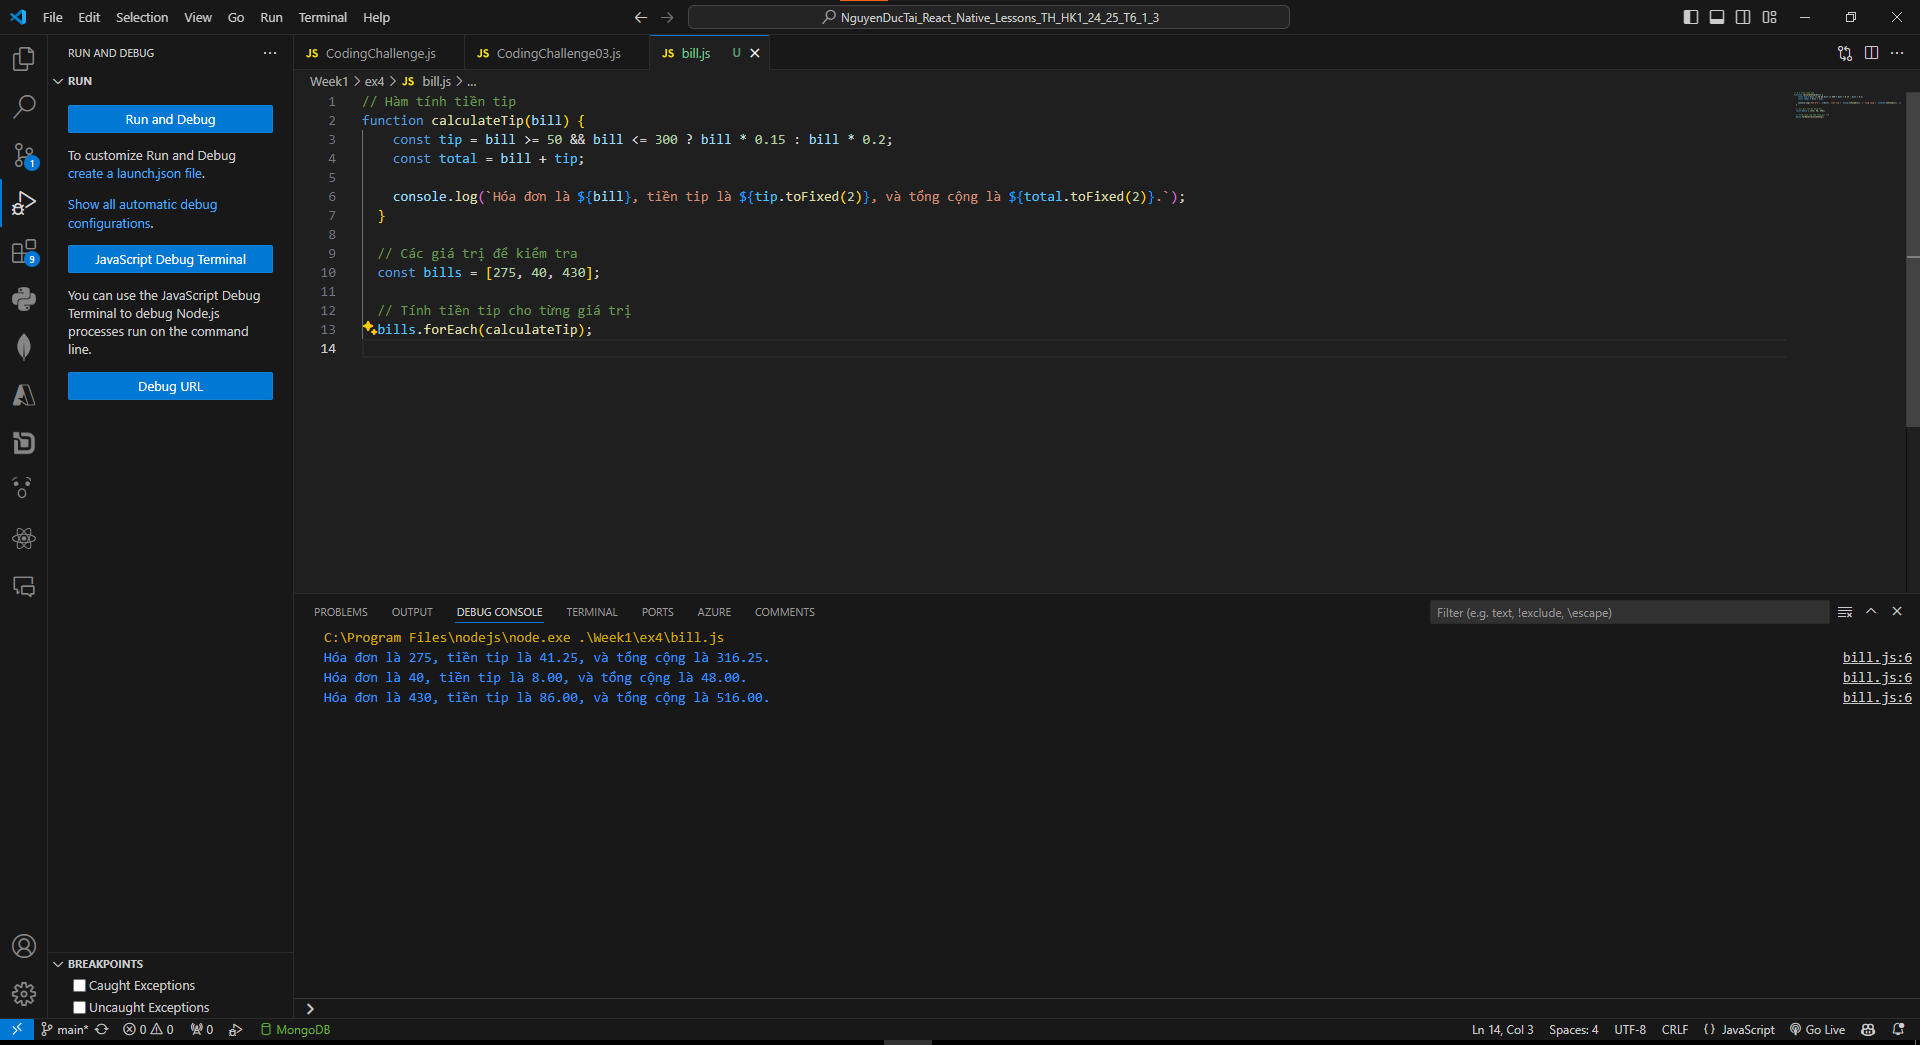 File Edit Selection View Go Run Terminal Help
NguyenDucTai_React_Native_Lessons_TH_HK1_24_25_T6_1_3
RUN AND DEBUG
RUN
Run and Debug
To customize Run and Debug
create a launch.json file.
Show all automatic debug
configurations.
JavaScript Debug Terminal
You can use the JavaScript Debug
Terminal to debug Node.js
processes run on the command
line.
Debug URL
1
9
BREAKPOINTS
Caught Exceptions
Uncaught Exceptions
JS CodingChallenge.js JS CodingChallenge03.js JS bill.js U
Week1 > ex4 > JS bill.js > ...
1 // Hàm tính tiền tip
2 function calculateTip(bill) {
3 const tip = bill >= 50 && bill <= 300 ? bill * 0.15 : bill * 0.2;
4 const total = bill + tip;
5
6 console.log(`Hóa đơn là ${bill}, tiền tip là ${tip.toFixed(2)}, và tổng cộng là ${total.toFixed(2)}.`);
7 }
8
9 // Các giá trị để kiểm tra
10 const bills = [275, 40, 430];
11
12 // Tính tiền tip cho từng giá trị
13 bills.forEach(calculateTip);
14
PROBLEMS OUTPUT DEBUG CONSOLE TERMINAL PORTS AZURE COMMENTS
Filter (e.g. text, !exclude, \escape)
C:\Program Files\nodejs\node.exe .\Week1\ex4\bill.js
Hóa đơn là 275, tiền tip là 41.25, và tổng cộng là 316.25. bill.js:6
Hóa đơn là 40, tiền tip là 8.00, và tổng cộng là 48.00. bill.js:6
Hóa đơn là 430, tiền tip là 86.00, và tổng cộng là 516.00. bill.js:6
main* 0 0 0 MongoDB
Ln 14, Col 3 Spaces: 4 UTF-8 CRLF {} JavaScript Go Live